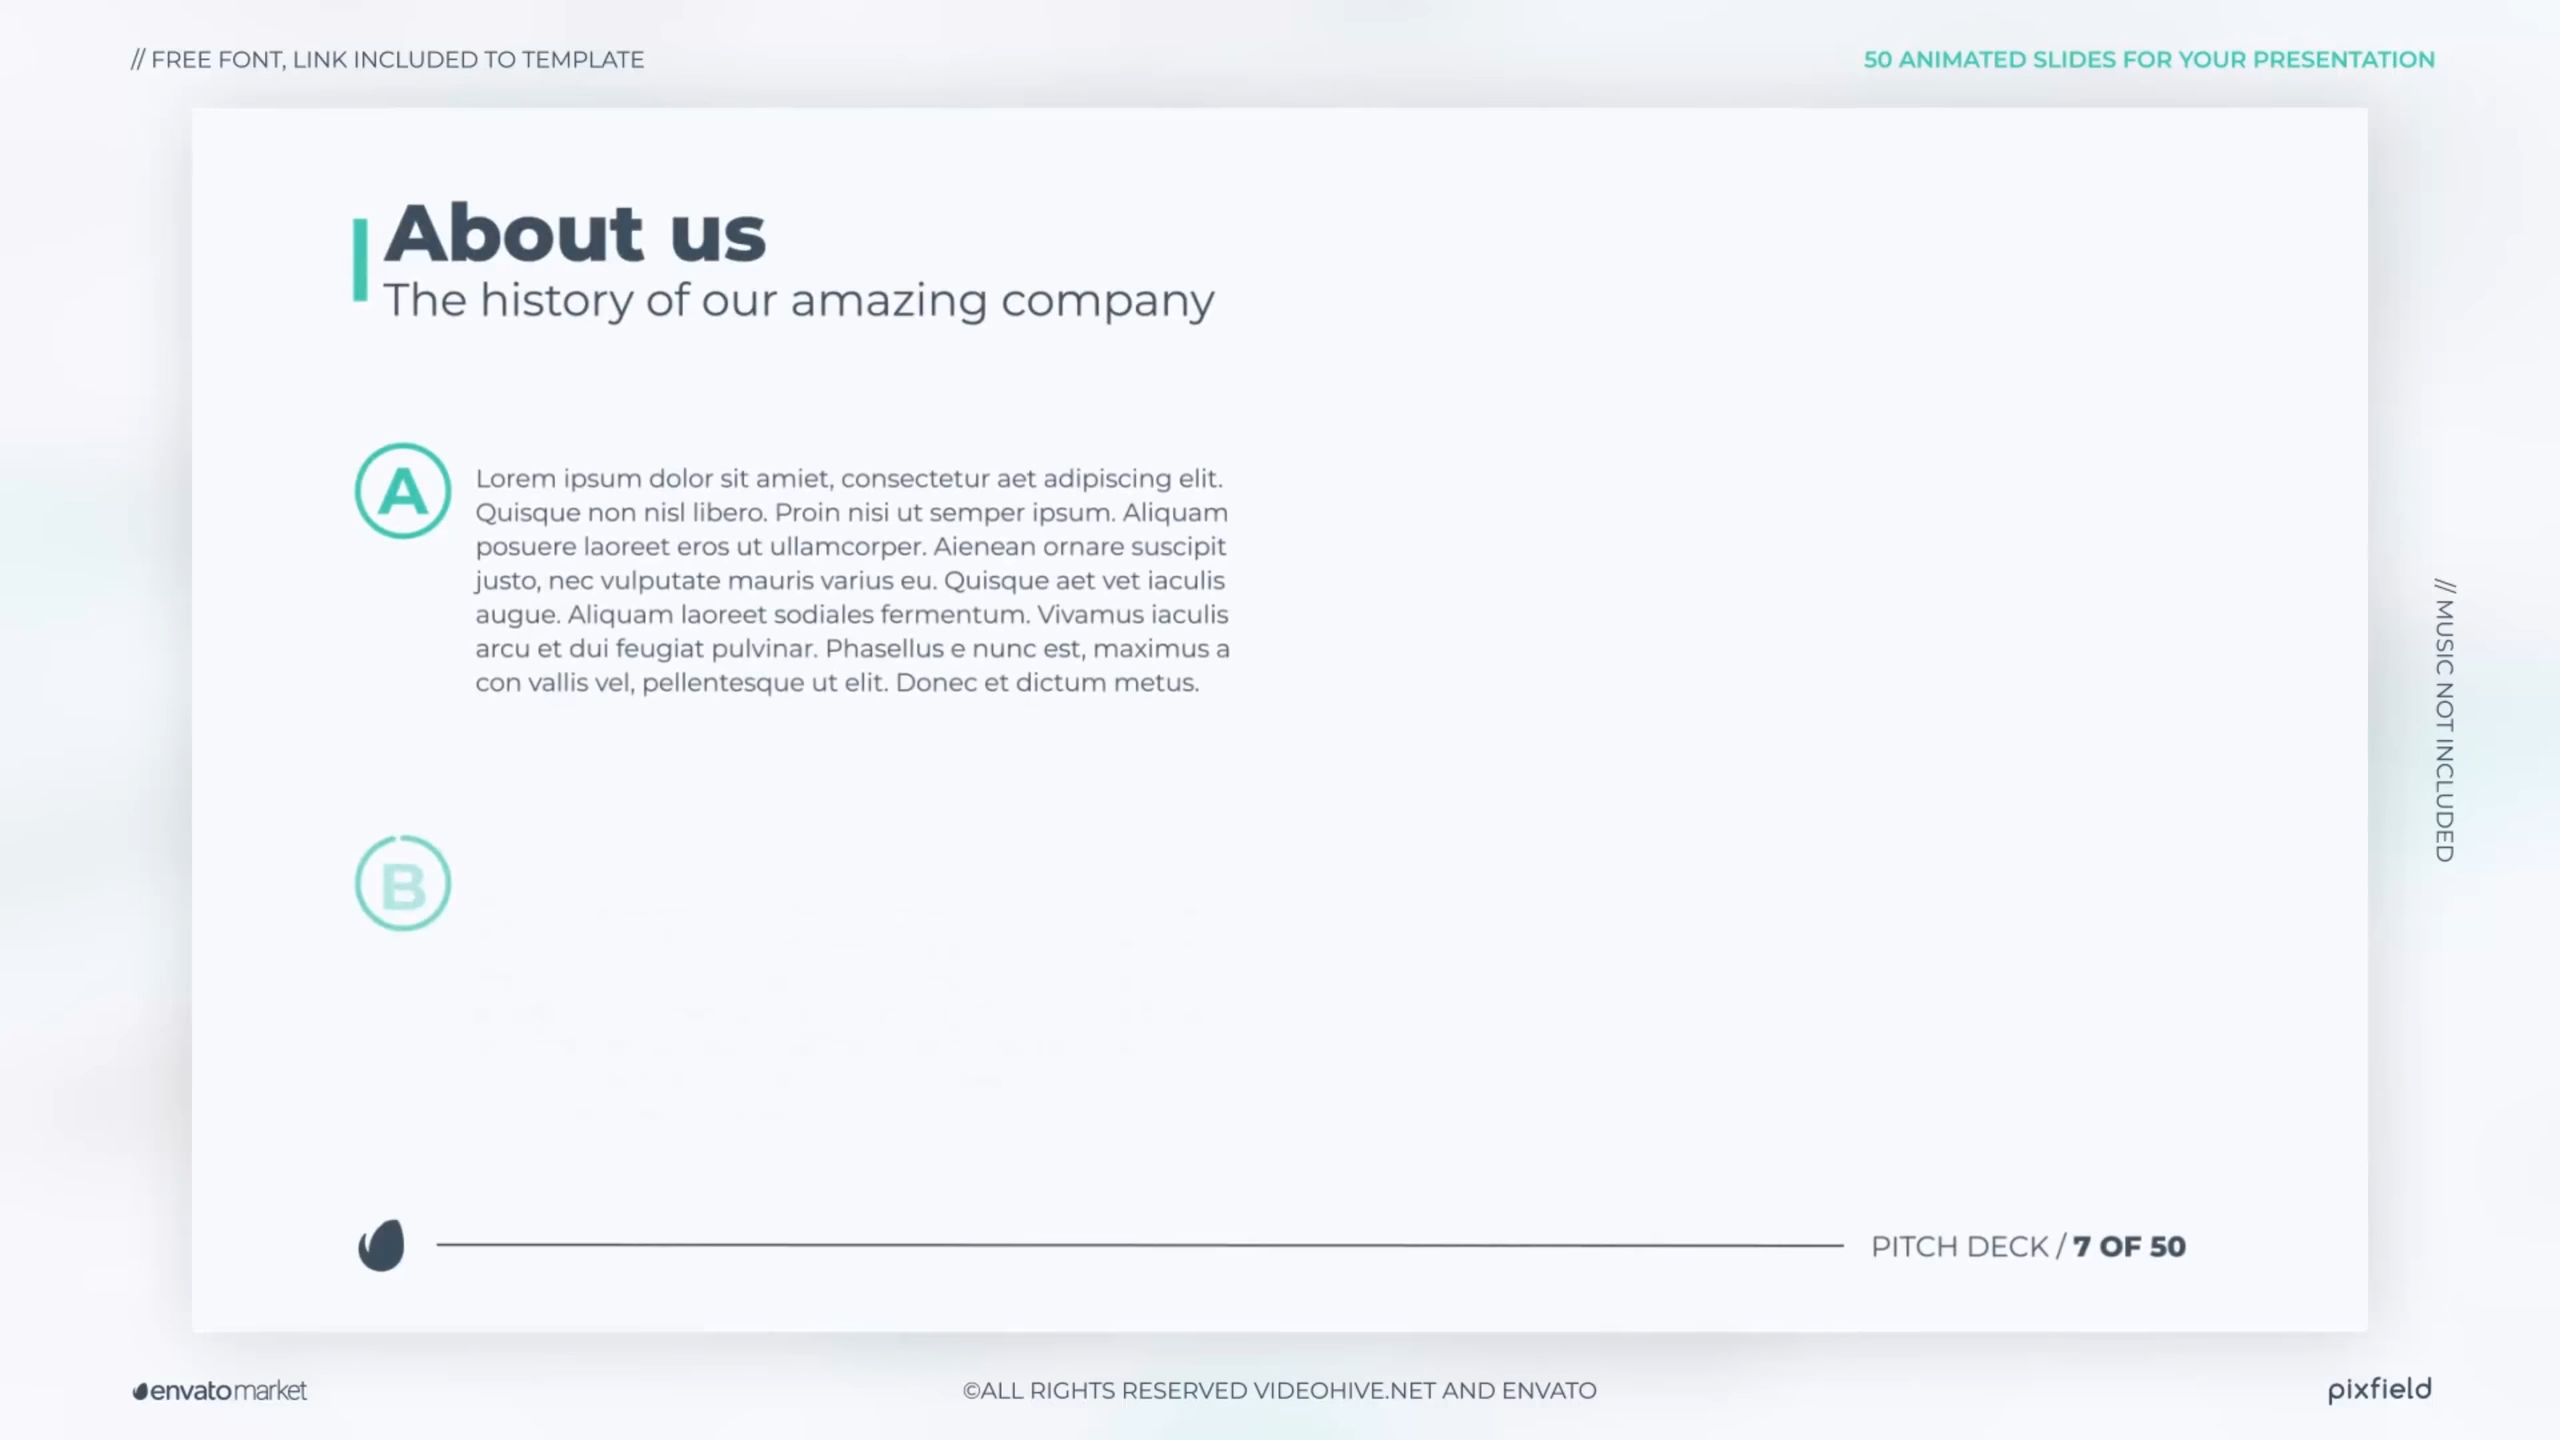 // FREE FONT, LINK INCLUDED TO TEMPLATE
50 ANIMATED SLIDES FOR YOUR PRESENTATION
About us
The history of our amazing company
A
Lorem ipsum dolor sit amiet, consectetur aet adipiscing elit.
Quisque non nisl libero. Proin nisi ut semper ipsum. Aliquam
posuere laoreet eros ut ullamcorper. Aienean ornare suscipit
justo, nec vulputate mauris varius eu. Quisque aet vet iaculis
augue. Aliquam laoreet sodiales fermentum. Vivamus iaculis
arcu et dui feugiat pulvinar. Phasellus e nunc est, maximus a
con vallis vel, pellentesque ut elit. Donec et dictum metus.
B
// MUSIC NOT INCLUDED
PITCH DECK / 7 OF 50
envatomarket
©ALL RIGHTS RESERVED VIDEOHIVE.NET AND ENVATO
pixfield